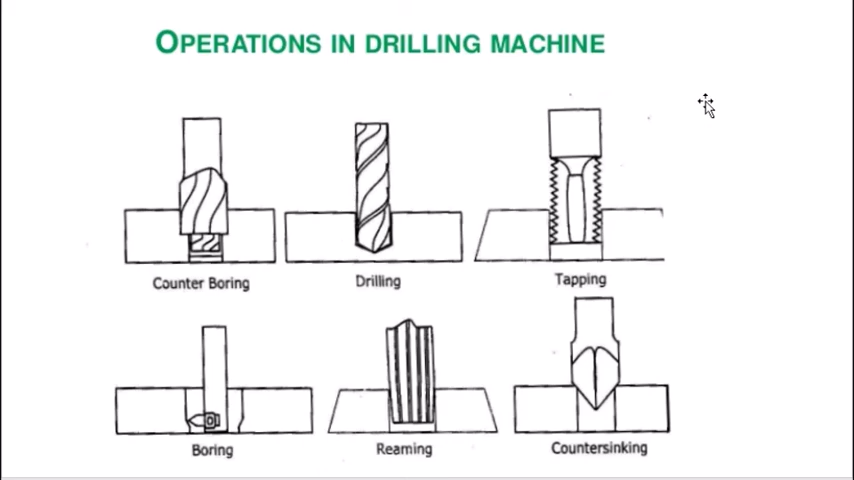 OPERATIONS IN DRILLING MACHINE
Counter Boring
Drilling
Tapping
Boring
Reaming
Countersinking